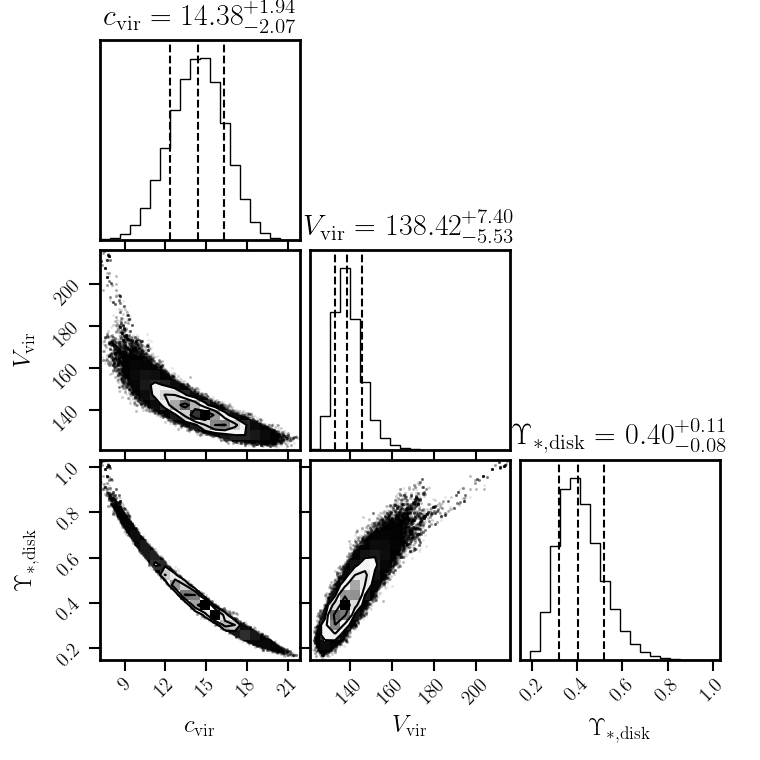 c_vir = 14.38^{+1.94}_{-2.07}
V_vir = 138.42^{+7.40}_{-5.53}
V_vir
200
180
160
140
Υ_{*,disk} = 0.40^{+0.11}_{-0.08}
Υ_{*,disk}
1.0
0.8
0.6
0.4
0.2
9 12 15 18 21
140 160 180 200
0.2 0.4 0.6 0.8 1.0
c_vir
V_vir
Υ_{*,disk}